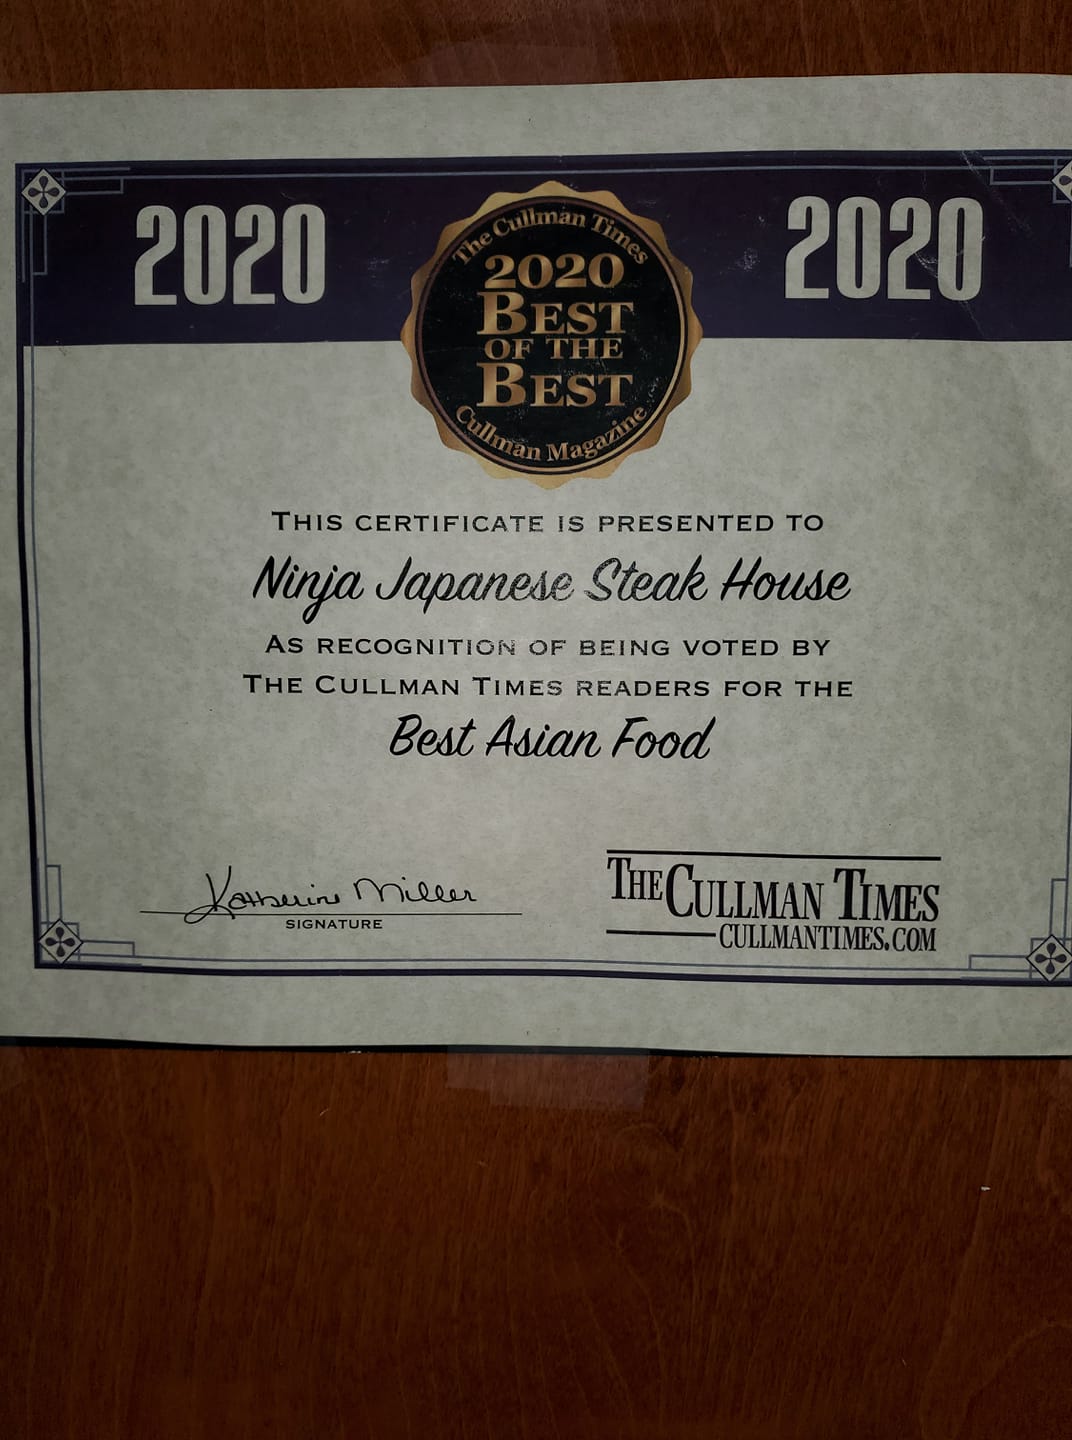 2020
2020
The Cullman Times
2020
BEST
OF THE
BEST
Cullman Magazine
THIS CERTIFICATE IS PRESENTED TO
Ninja Japanese Steak House
AS RECOGNITION OF BEING VOTED BY
THE CULLMAN TIMES READERS FOR THE
Best Asian Food
Katherine Miller
SIGNATURE
THE CULLMAN TIMES
CULLMANTIMES.COM